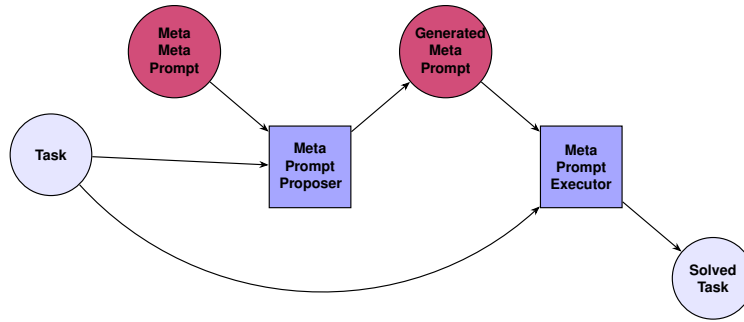 Meta
Meta
Prompt
Generated
Meta
Prompt
Task
Meta
Prompt
Proposer
Meta
Prompt
Executor
Solved
Task